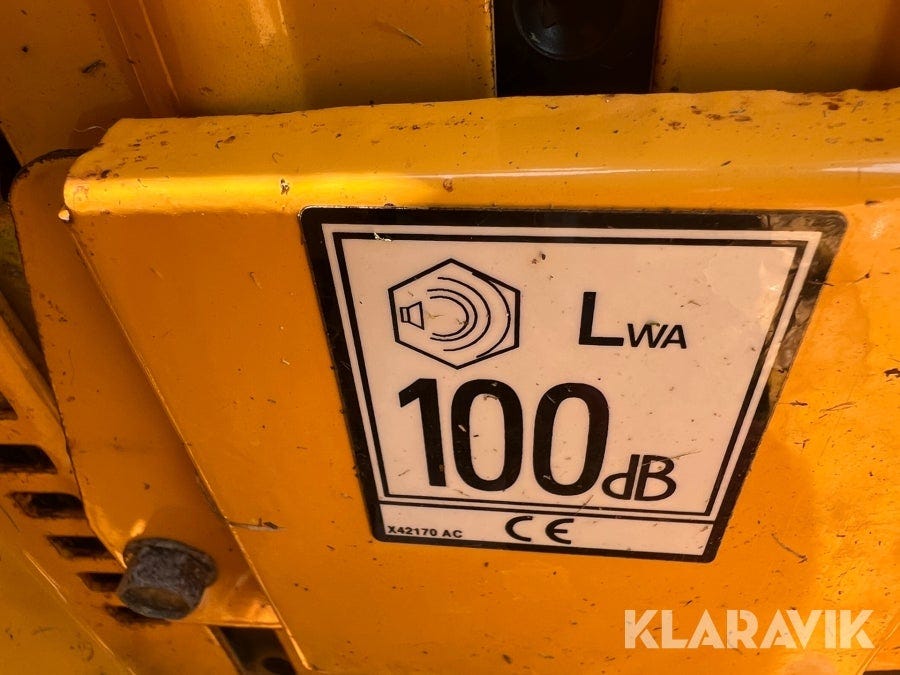 LWA
100dB
X42170 AC CE
KLARAVIK